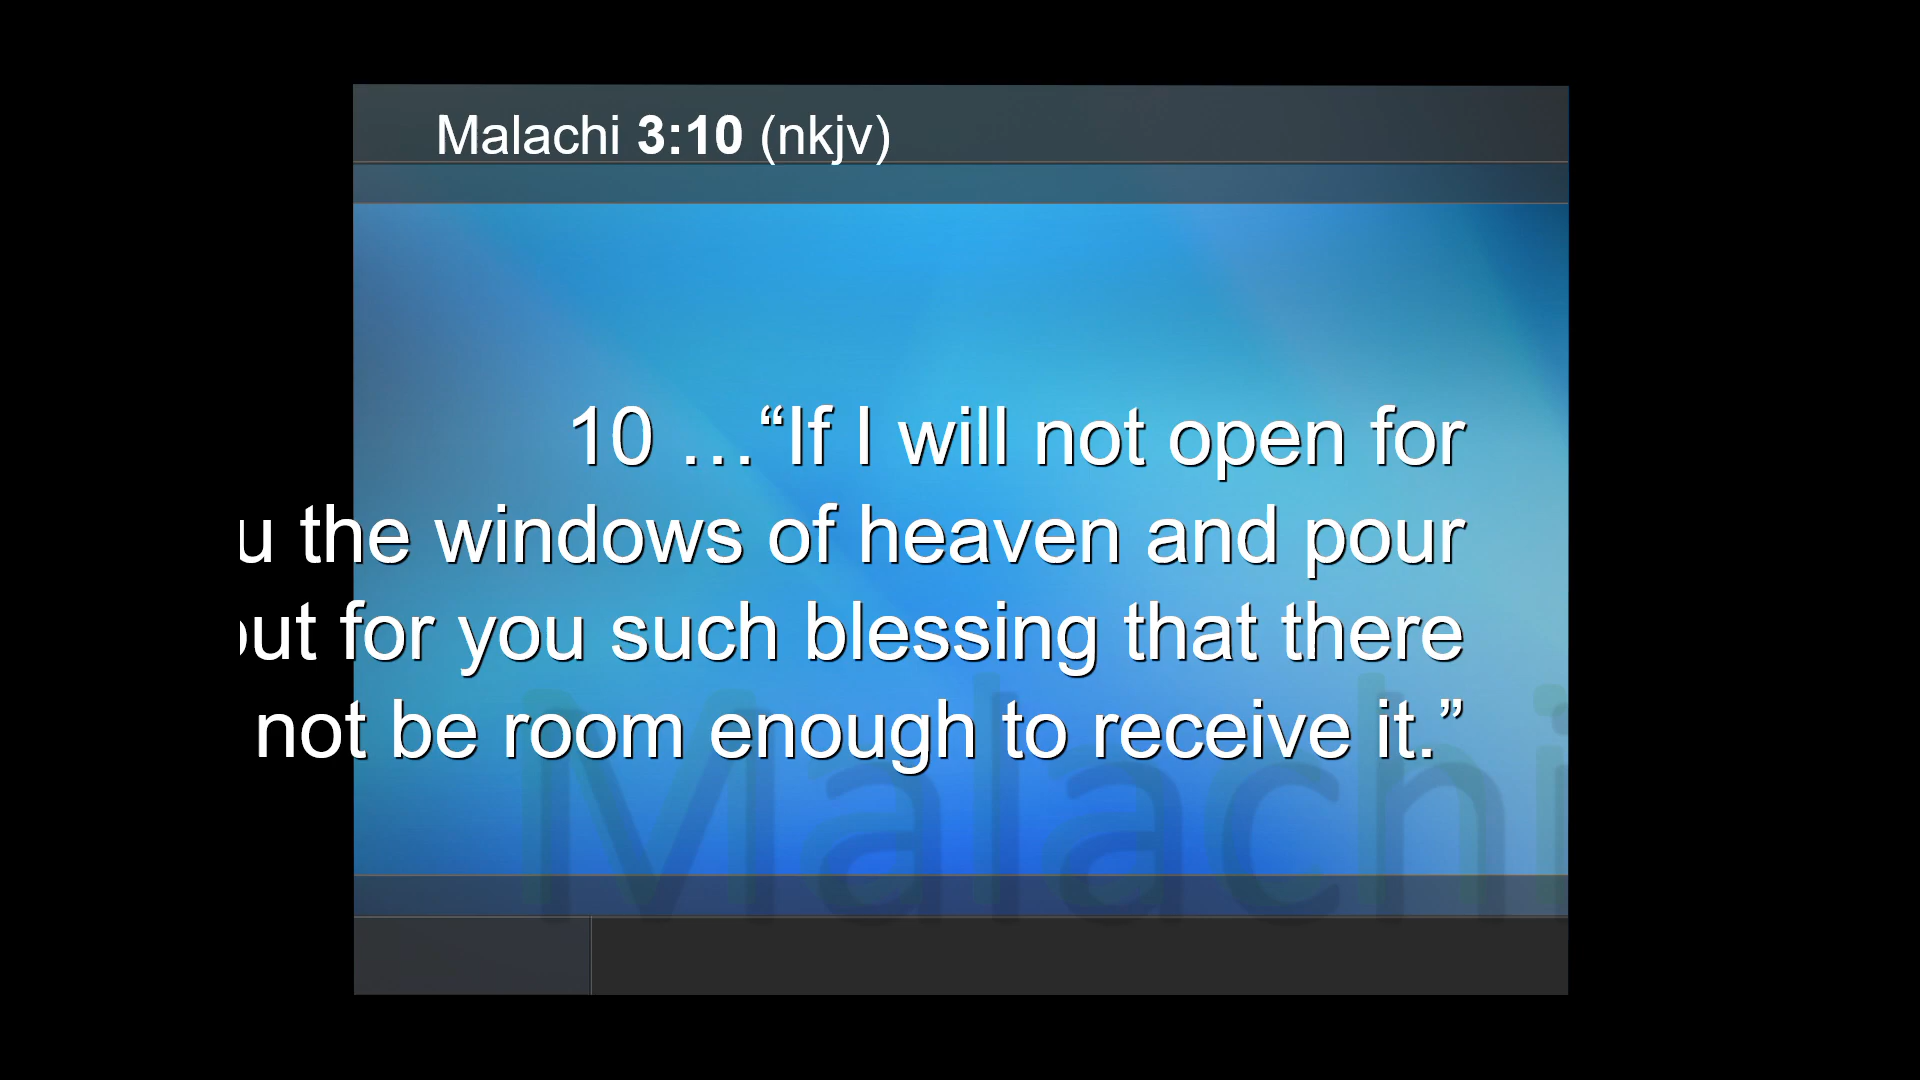 Malachi 3:10 (nkjv)
10 …“If I will not open for
u the windows of heaven and pour
out for you such blessing that there
not be room enough to receive it.”
Malachi